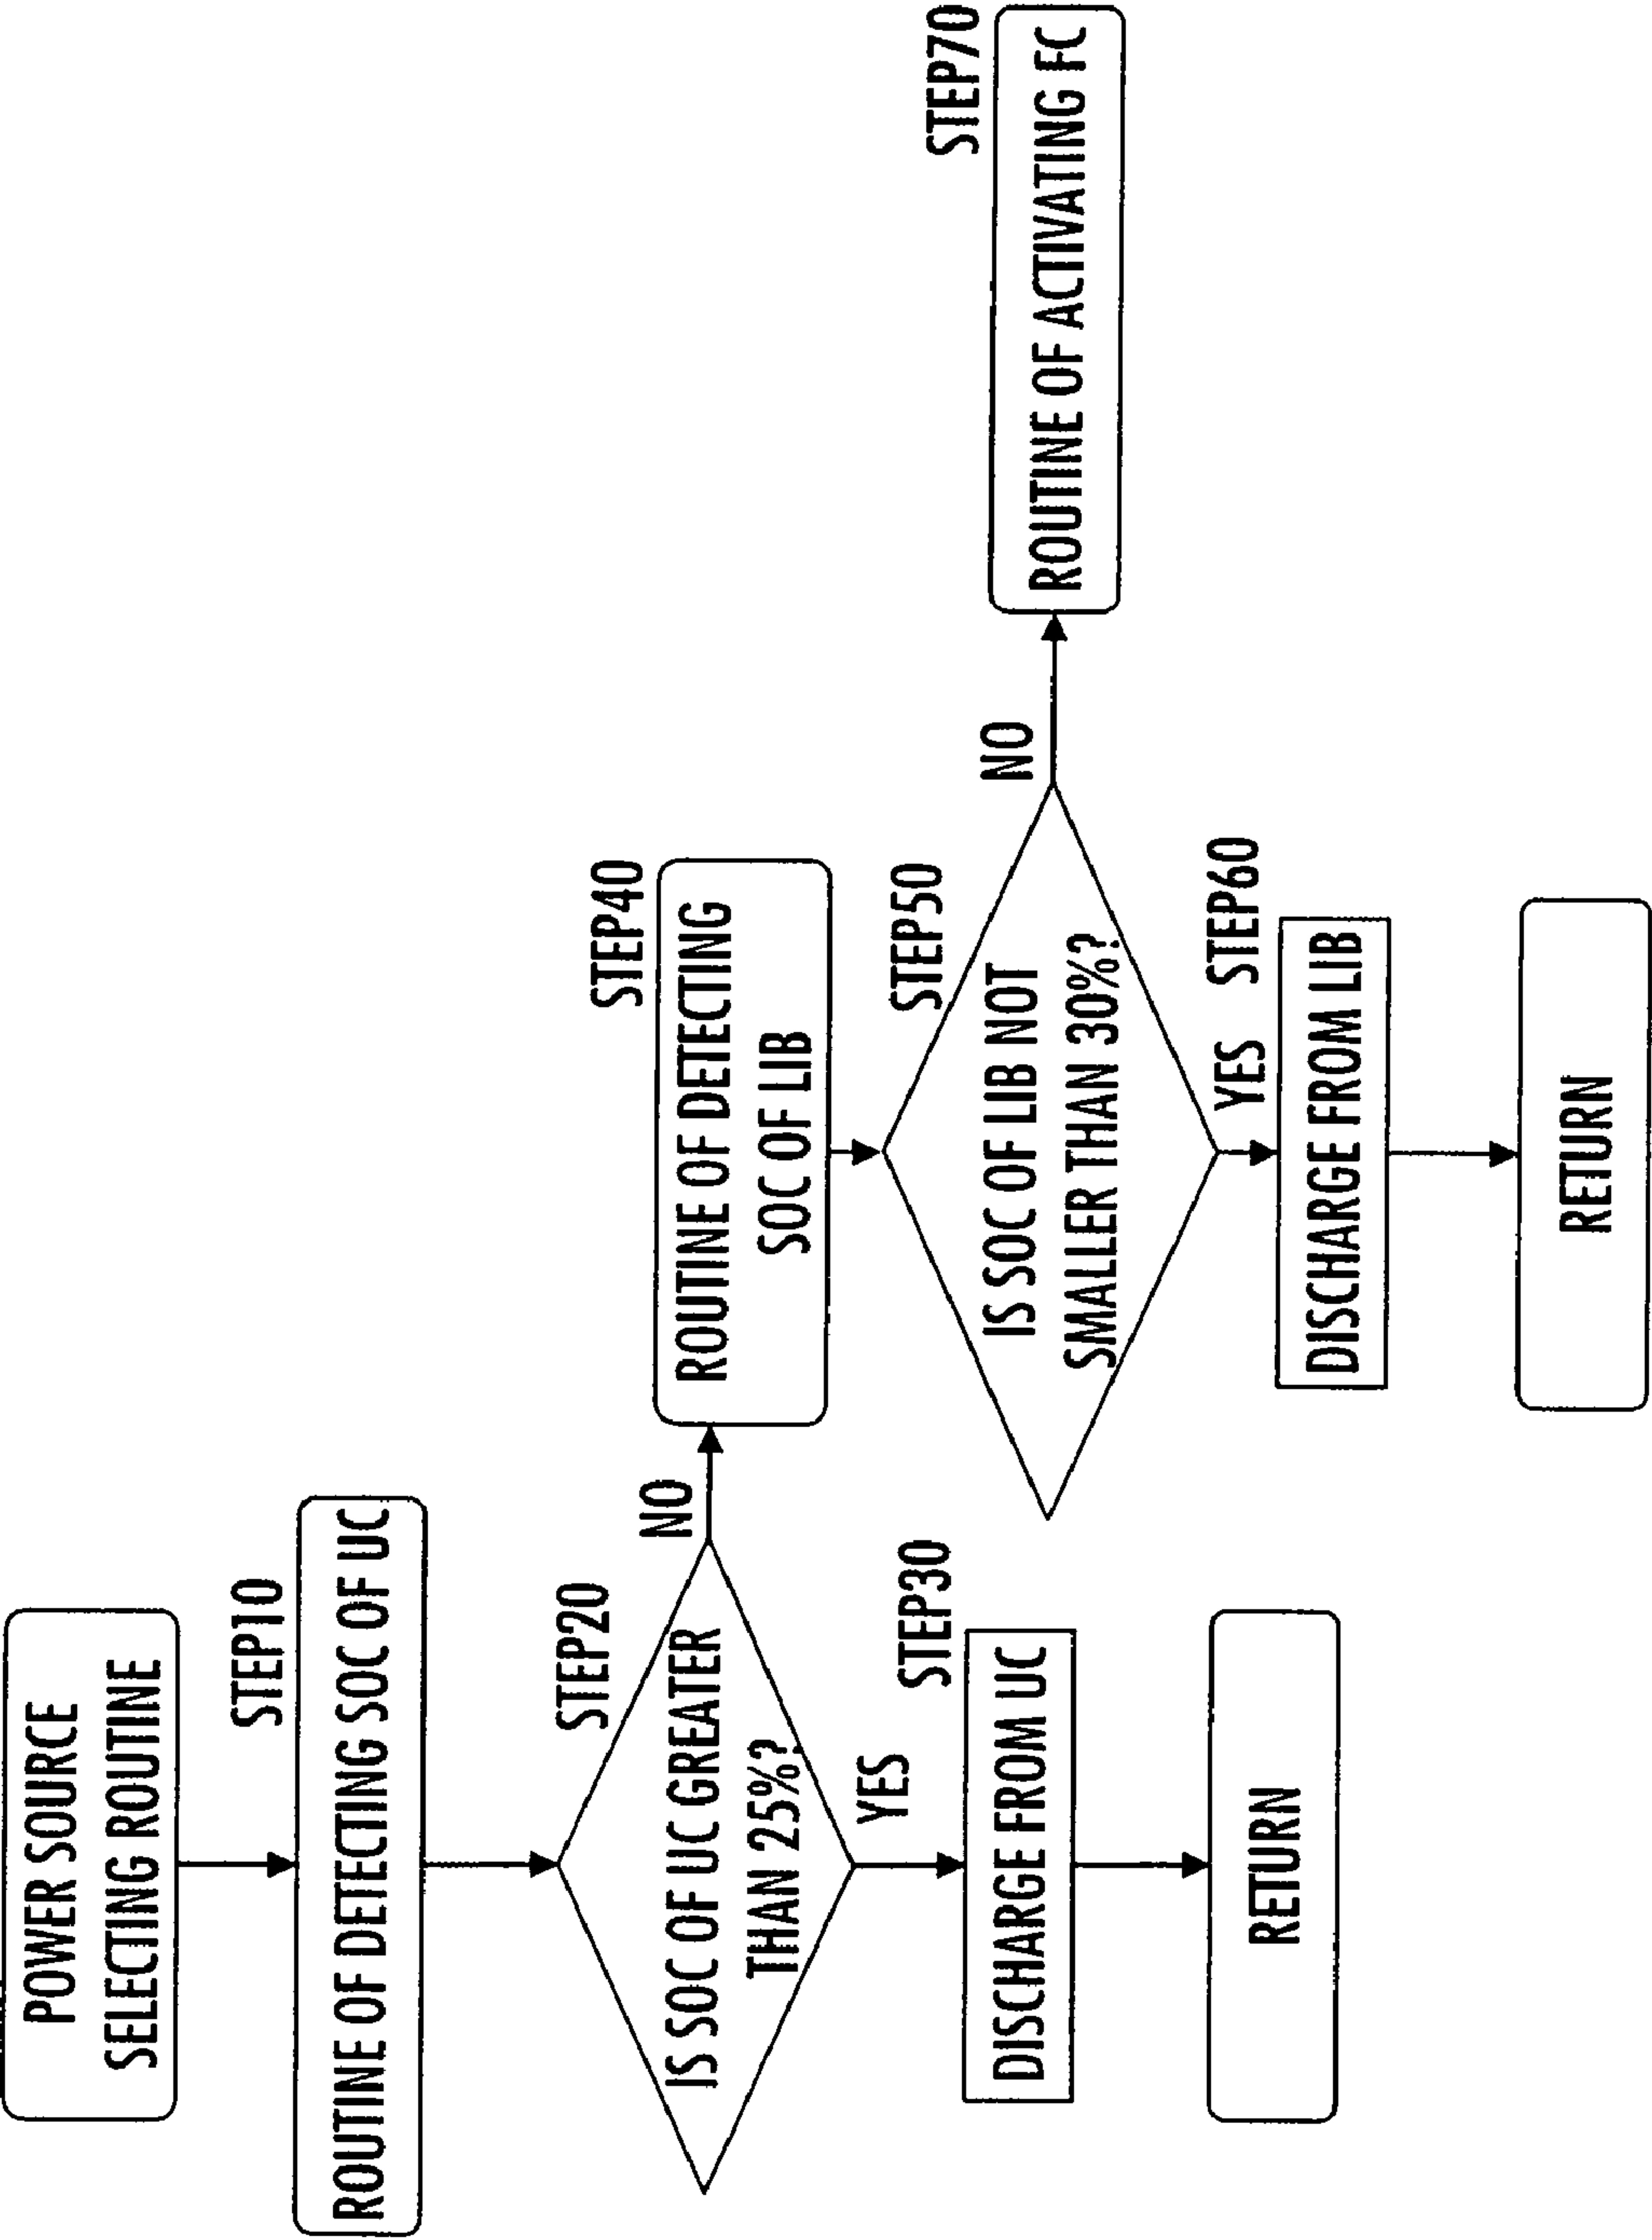 POWER SOURCE
SELECTING ROUTINE
STEP10
ROUTINE OF DETECTING SOC OF UC
STEP20
IS SOC OF UC GREATER
THAN 25%?
NO
YES
STEP30
DISCHARGE FROM UC
RETURN
STEP40
ROUTINE OF DETECTING
SOC OF LIB
STEP50
IS SOC OF LIB NOT
SMALLER THAN 30%?
NO
YES
STEP60
DISCHARGE FROM LIB
RETURN
STEP70
ROUTINE OF ACTIVATING FC